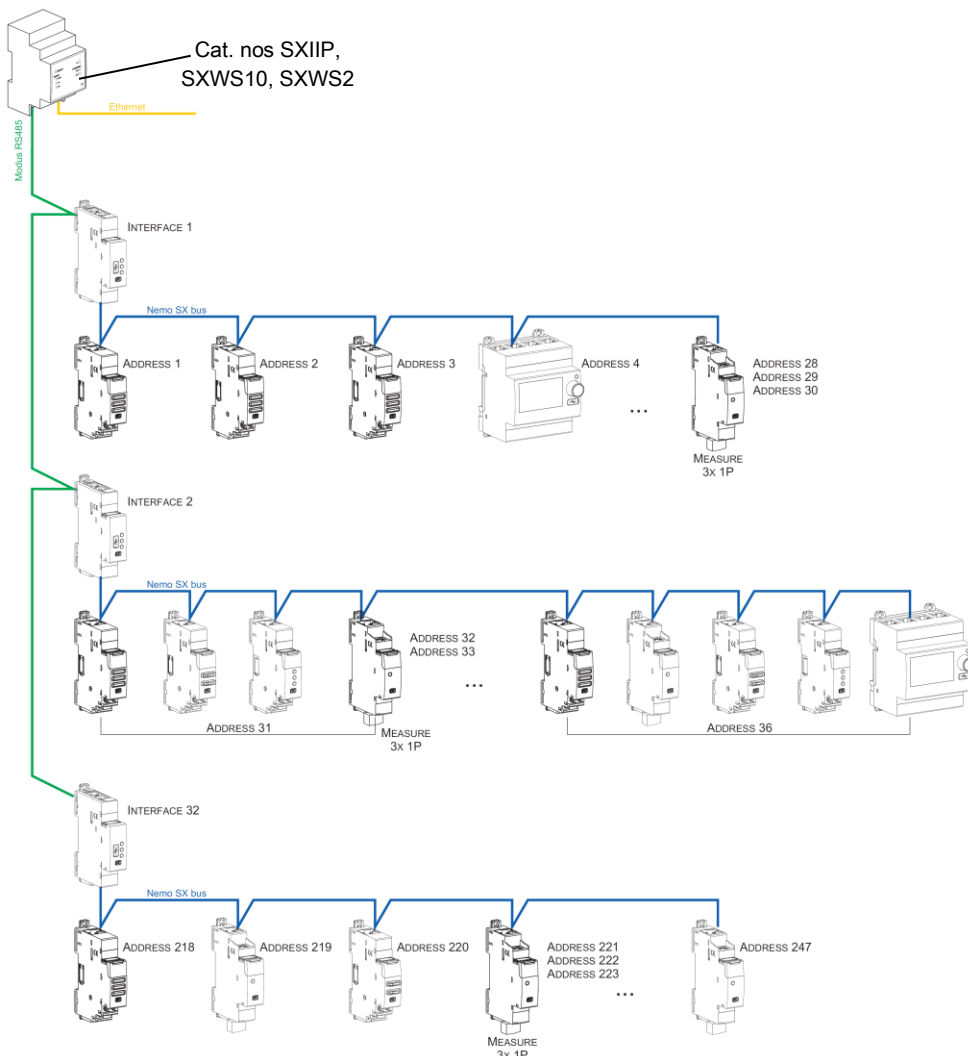 Cat. nos SXIIP,
SXWS10, SXWS2
Ethernet
Modus RS485
INTERFACE 1
Nemo SX bus
ADDRESS 1
ADDRESS 2
ADDRESS 3
ADDRESS 4
...
ADDRESS 28
ADDRESS 29
ADDRESS 30
MEASURE
3X 1P
INTERFACE 2
Nemo SX bus
ADDRESS 32
ADDRESS 33
...
ADDRESS 31
MEASURE
3X 1P
ADDRESS 36
INTERFACE 32
Nemo SX bus
ADDRESS 218
ADDRESS 219
ADDRESS 220
ADDRESS 221
ADDRESS 222
ADDRESS 223
...
ADDRESS 247
MEASURE
3X 1P